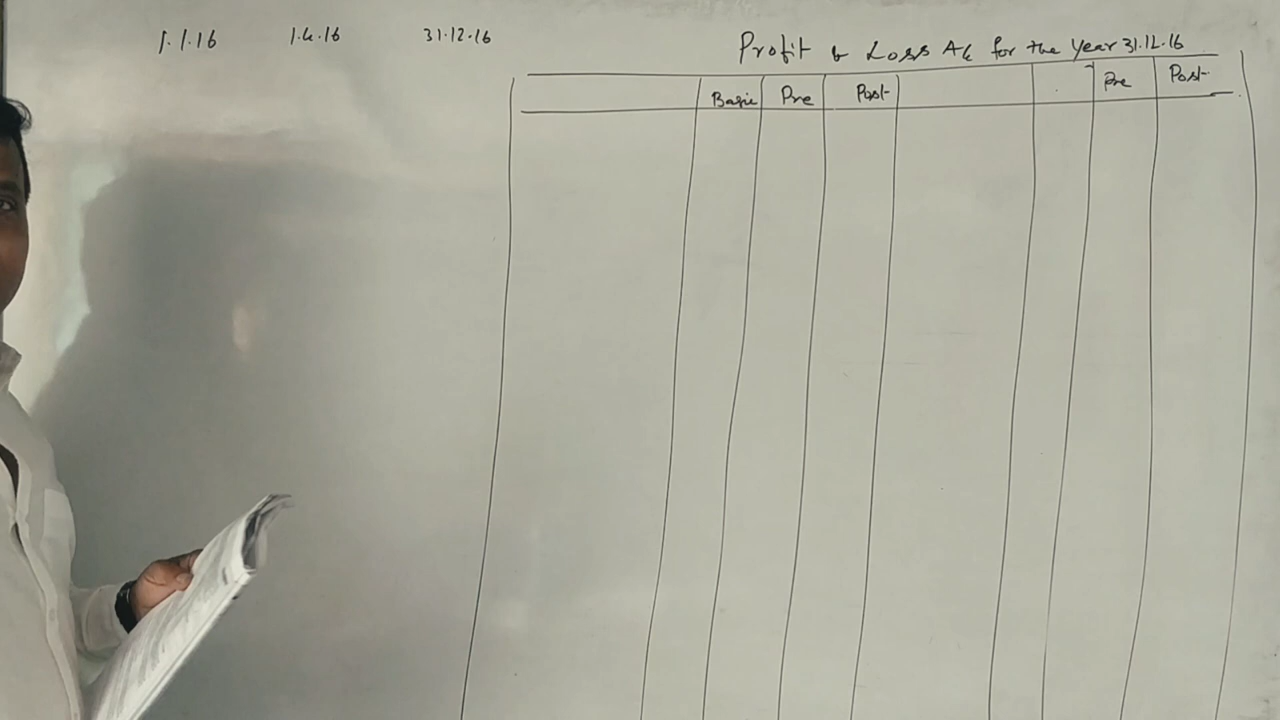 1.1.16 1.4.16 31.12.16
Profit & Loss A/c for the year 31.12.16
Basic Pre Post Pre Post